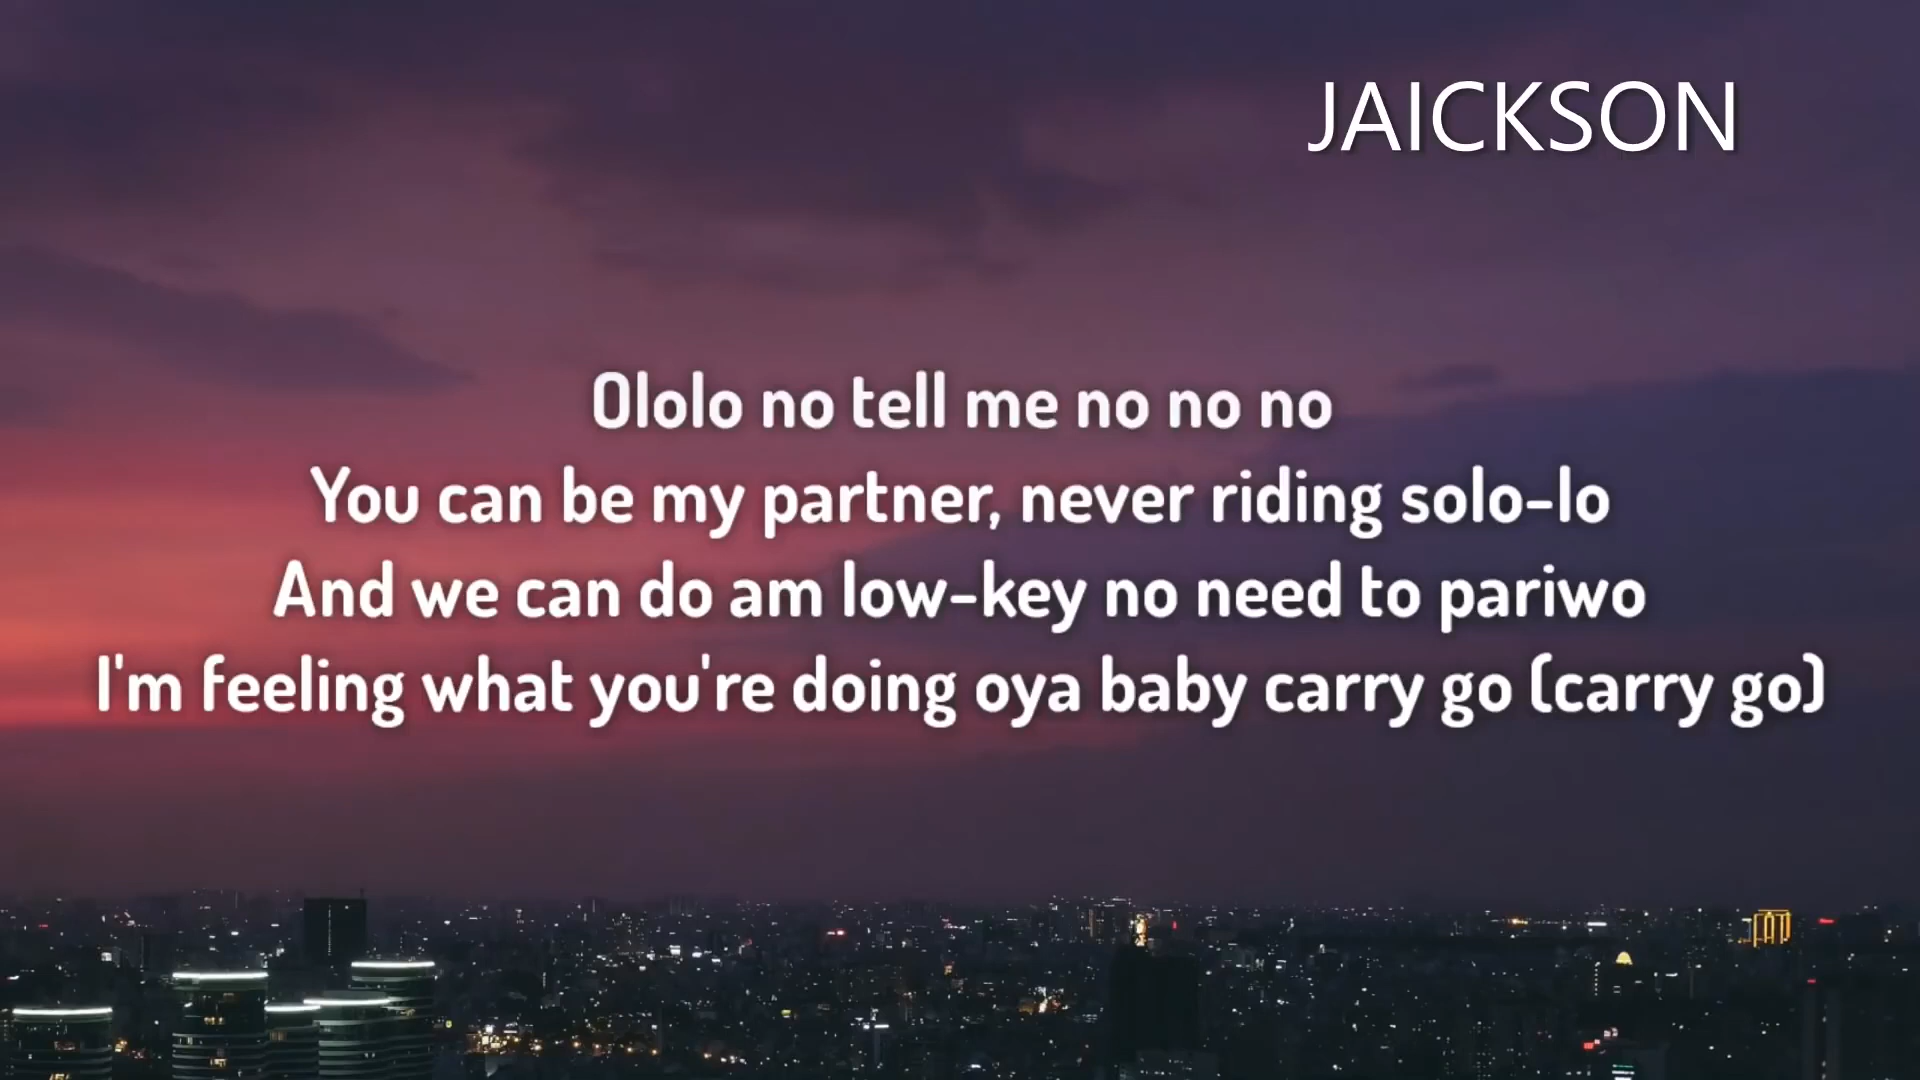 JAICKSON
Ololo no tell me no no no
You can be my partner, never riding solo-lo
And we can do am low-key no need to pariwo
I'm feeling what you're doing oya baby carry go (carry go)